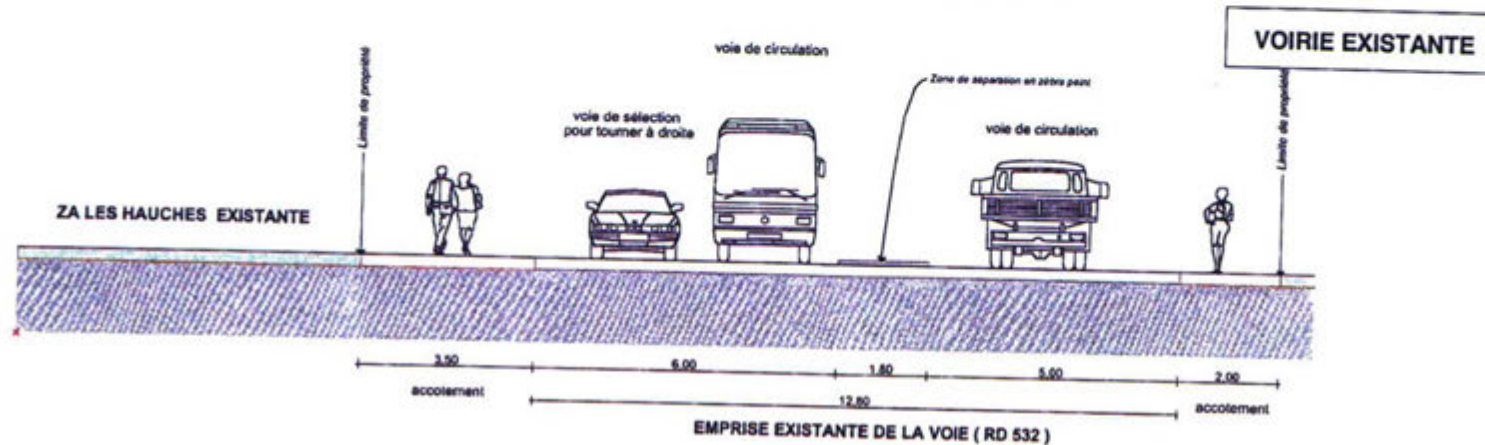 VOIRIE EXISTANTE
voie de circulation
Zone de séparation en zébra peint
Limite de propriété
voie de sélection
pour tourner à droite
voie de circulation
Limite de propriété
ZA LES HAUCHES EXISTANTE
3.50
6.00
1.80
5.00
2.00
accotement
12.80
accotement
EMPRISE EXISTANTE DE LA VOIE ( RD 532 )